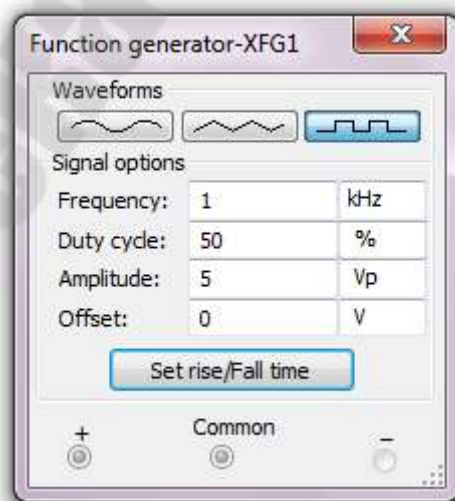 Function generator-XFG1
Waveforms
Signal options
Frequency: 1 kHz
Duty cycle: 50 %
Amplitude: 5 Vp
Offset: 0 V
Set rise/Fall time
+ Common −